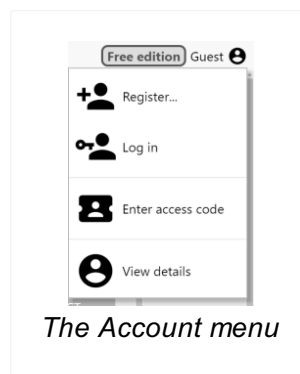 Free edition Guest
Register...
Log in
Enter access code
View details
The Account menu